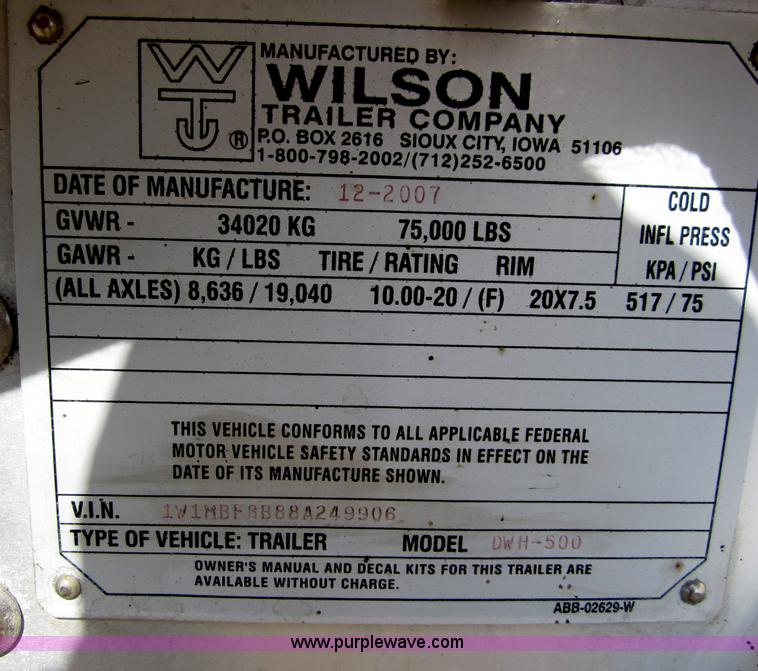 WTJ ®
MANUFACTURED BY:
WILSON
TRAILER COMPANY
P.O. BOX 2616 SIOUX CITY, IOWA 51106
1-800-798-2002/(712)252-6500
DATE OF MANUFACTURE: 12-2007
COLD
INFL PRESS
KPA / PSI
GVWR - 34020 KG 75,000 LBS
GAWR - KG / LBS TIRE / RATING RIM
(ALL AXLES) 8,636 / 19,040 10.00-20 / (F) 20X7.5 517 / 75
THIS VEHICLE CONFORMS TO ALL APPLICABLE FEDERAL
MOTOR VEHICLE SAFETY STANDARDS IN EFFECT ON THE
DATE OF ITS MANUFACTURE SHOWN.
V.I.N. 1W1MBF8B88A249906
TYPE OF VEHICLE: TRAILER MODEL DWH-500
OWNER'S MANUAL AND DECAL KITS FOR THIS TRAILER ARE
AVAILABLE WITHOUT CHARGE.
ABB-02629-W
www.purplewave.com